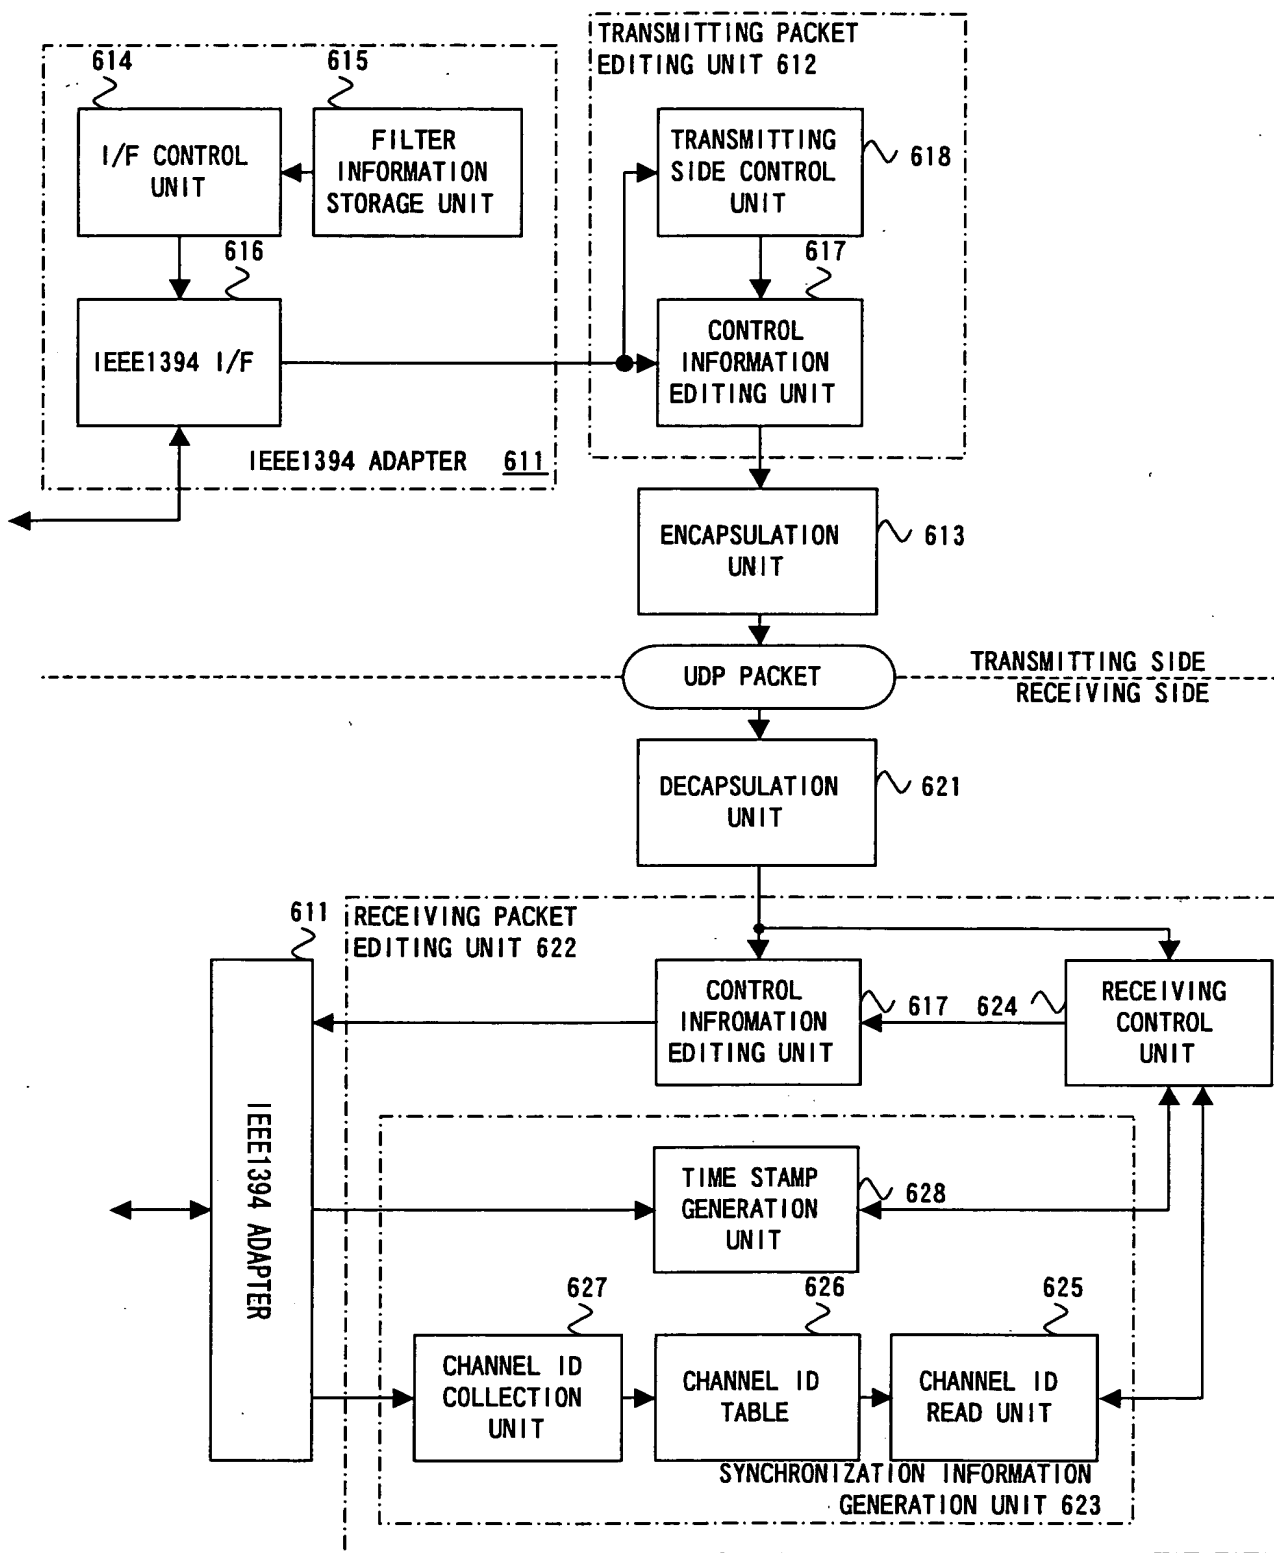 TRANSMITTING PACKET
EDITING UNIT 612
614
615
I/F CONTROL
UNIT
FILTER
INFORMATION
STORAGE UNIT
TRANSMITTING
SIDE CONTROL
UNIT
618
616
617
IEEE1394 I/F
CONTROL
INFORMATION
EDITING UNIT
IEEE1394 ADAPTER 611
ENCAPSULATION
UNIT
613
UDP PACKET
TRANSMITTING SIDE
RECEIVING SIDE
DECAPSULATION
UNIT
621
611
RECEIVING PACKET
EDITING UNIT 622
CONTROL
INFROMATION
EDITING UNIT
617
624
RECEIVING
CONTROL
UNIT
IEEE1394 ADAPTER
TIME STAMP
GENERATION
UNIT
628
627
626
625
CHANNEL ID
COLLECTION
UNIT
CHANNEL ID
TABLE
CHANNEL ID
READ UNIT
SYNCHRONIZATION INFORMATION
GENERATION UNIT 623